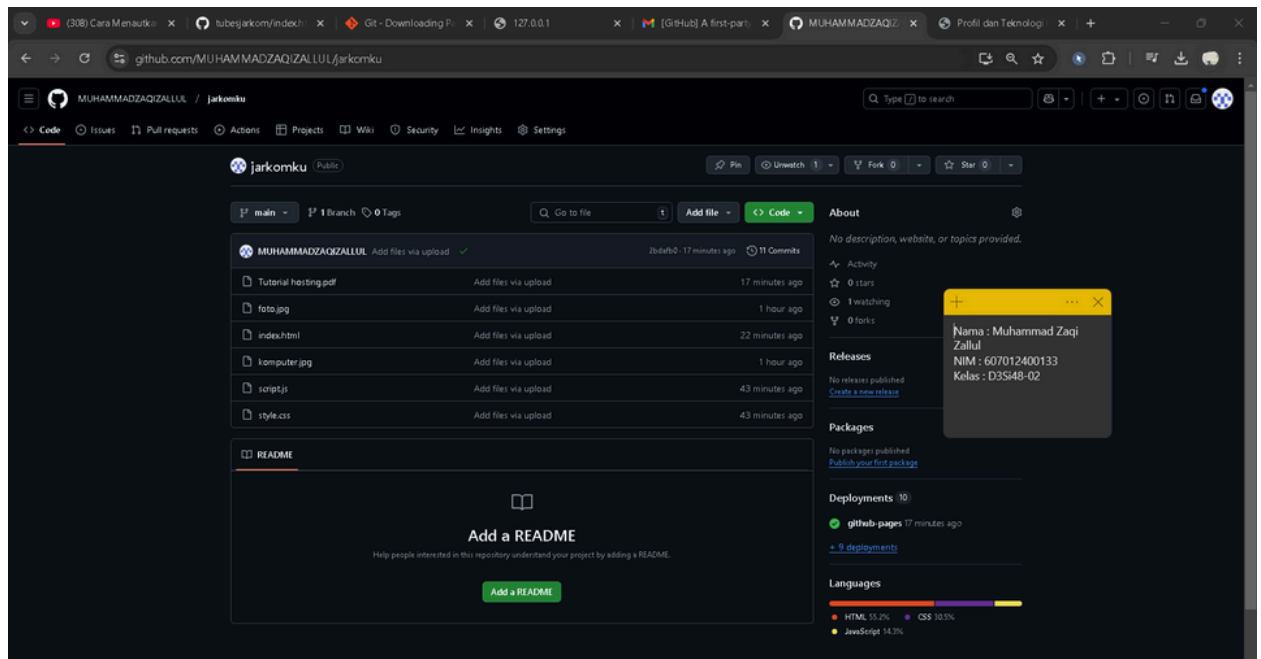 (308) Cara Menautka
tubesjarkom/index.h
Git - Downloading Pa
127.0.0.1
[GitHub] A first-party
MUHAMMADZAQIZ
Profil dan Teknologi
github.com/MUHAMMADZAQIZALLUL/jarkomku
MUHAMMADZAQIZALLUL / jarkomku
Type / to search
Code Issues Pull requests Actions Projects Wiki Security Insights Settings
jarkomku Public
Pin Unwatch 1 Fork 0 Star 0
main 1 Branch 0 Tags
Go to file t Add file Code
MUHAMMADZAQIZALLUL Add files via upload
17 minutes ago 11 Commits
Tutorial hosting.pdf Add files via upload 17 minutes ago
foto.jpg Add files via upload 1 hour ago
index.html Add files via upload 22 minutes ago
komputer.jpg Add files via upload 1 hour ago
script.js Add files via upload 43 minutes ago
style.css Add files via upload 43 minutes ago
README
Add a README
Help people interested in this repository understand your project by adding a README.
Add a README
About
No description, website, or topics provided.
Activity
0 stars
1 watching
0 forks
Releases
No releases published
Create a new release
Packages
No packages published
Publish your first package
Deployments 10
github-pages 17 minutes ago
+ 9 deployments
Languages
HTML 55.2% CSS 30.5%
JavaScript 14.3%
Nama : Muhammad Zaqi
Zallul
NIM : 607012400133
Kelas : D3Si48-02